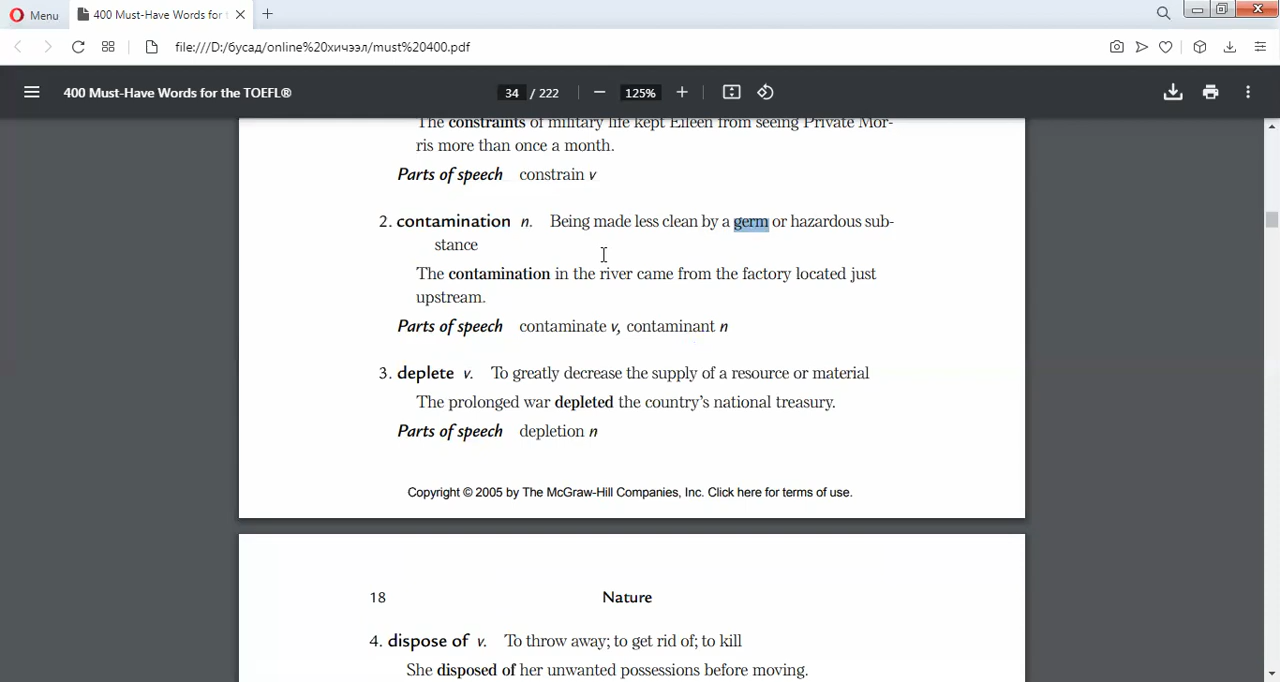 Menu
400 Must-Have Words for
file:///D:/бусад/online%20хичээл/must%20400.pdf
400 Must-Have Words for the TOEFL®
34 / 222
125%
The constraints of military life kept Eileen from seeing Private Mor-
ris more than once a month.
Parts of speech constrain v
2. contamination n. Being made less clean by a germ or hazardous sub-
stance
The contamination in the river came from the factory located just
upstream.
Parts of speech contaminate v, contaminant n
3. deplete v. To greatly decrease the supply of a resource or material
The prolonged war depleted the country's national treasury.
Parts of speech depletion n
Copyright © 2005 by The McGraw-Hill Companies, Inc. Click here for terms of use.
18 Nature
4. dispose of v. To throw away; to get rid of; to kill
She disposed of her unwanted possessions before moving.